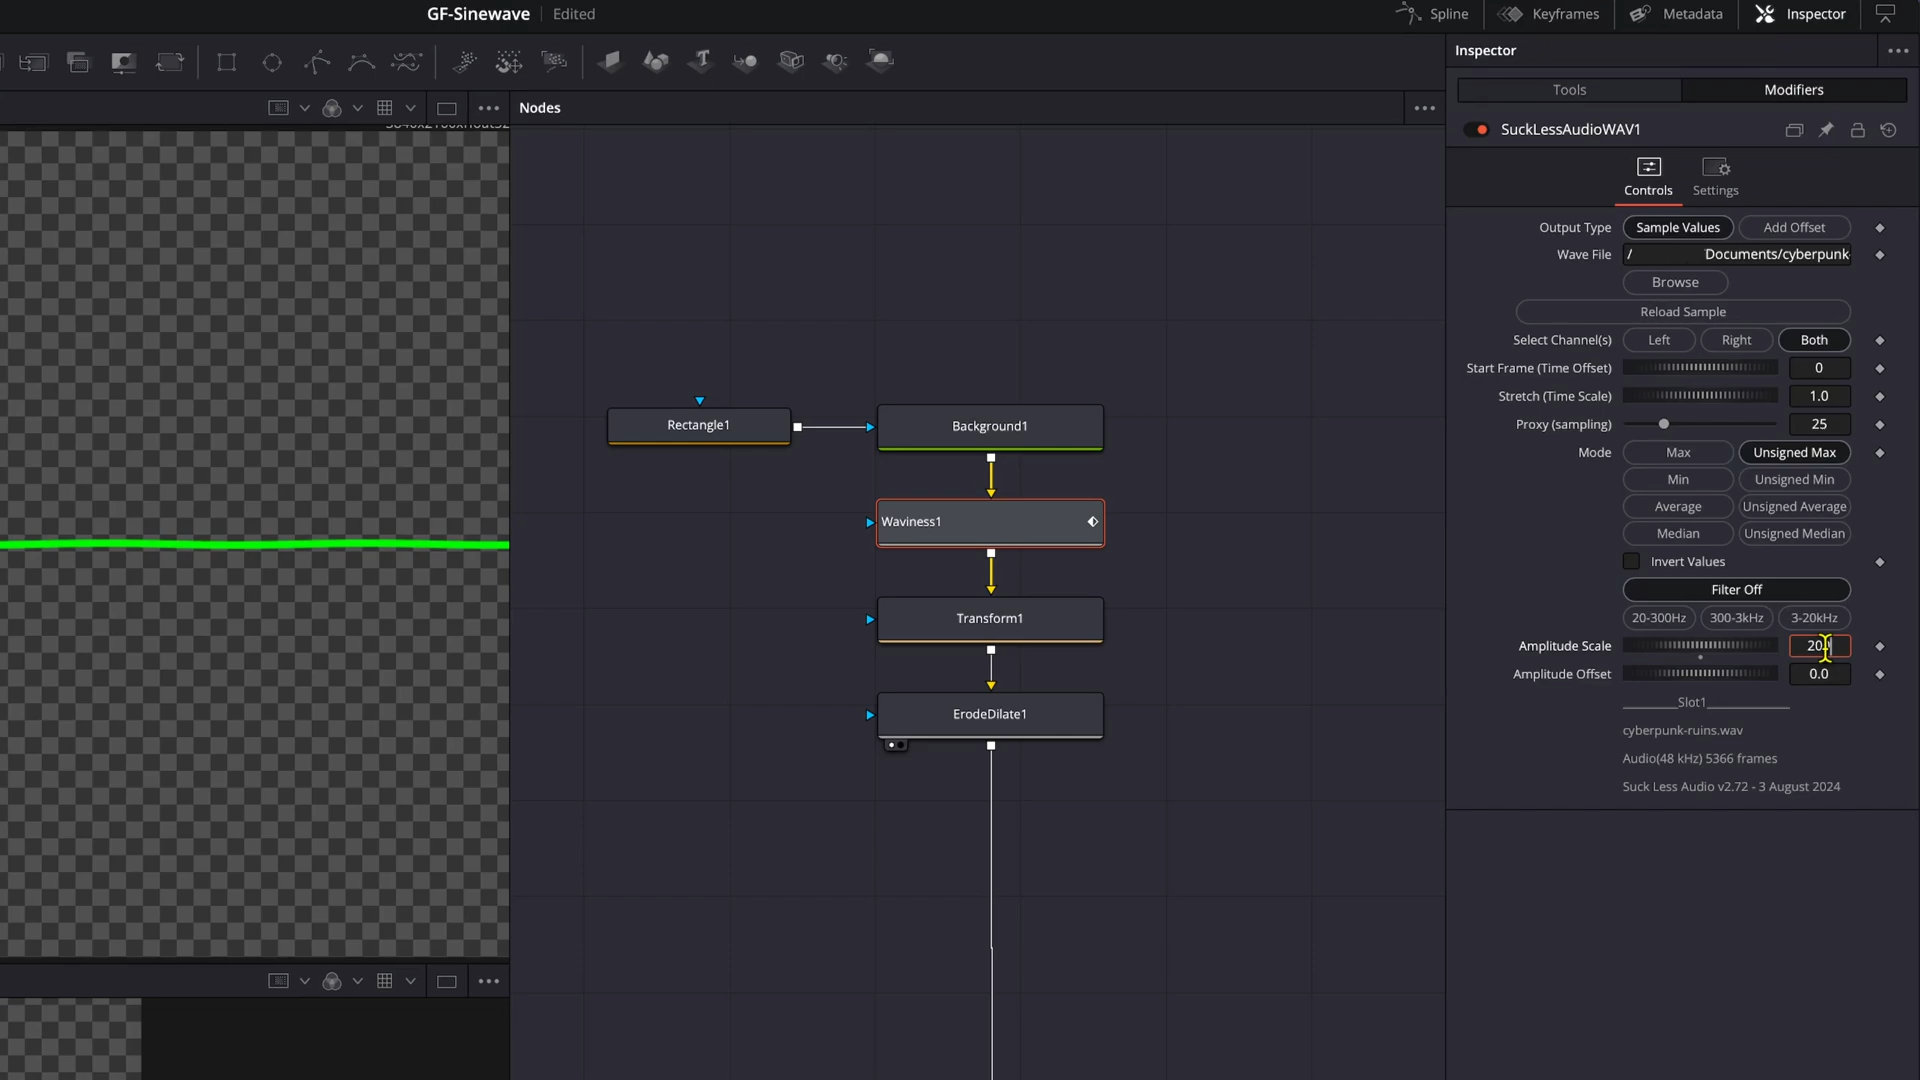 GF-Sinewave Edited
Spline Keyframes Metadata Inspector
Inspector
Tools Modifiers
Nodes
SuckLessAudioWAV1
Controls Settings
Output Type Sample Values Add Offset
Wave File / Documents/cyberpunk-
Browse
Reload Sample
Select Channel(s) Left Right Both
Start Frame (Time Offset) 0
Stretch (Time Scale) 1.0
Proxy (sampling) 25
Mode Max Unsigned Max
Min Unsigned Min
Average Unsigned Average
Median Unsigned Median
Invert Values
Filter Off
20-300Hz 300-3kHz 3-20kHz
Amplitude Scale
Amplitude Offset 0.0
________Slot1________
cyberpunk-ruins.wav
Audio(48 kHz) 5366 frames
Suck Less Audio v2.72 - 3 August 2024
Rectangle1 Background1
Waviness1
Transform1
ErodeDilate1